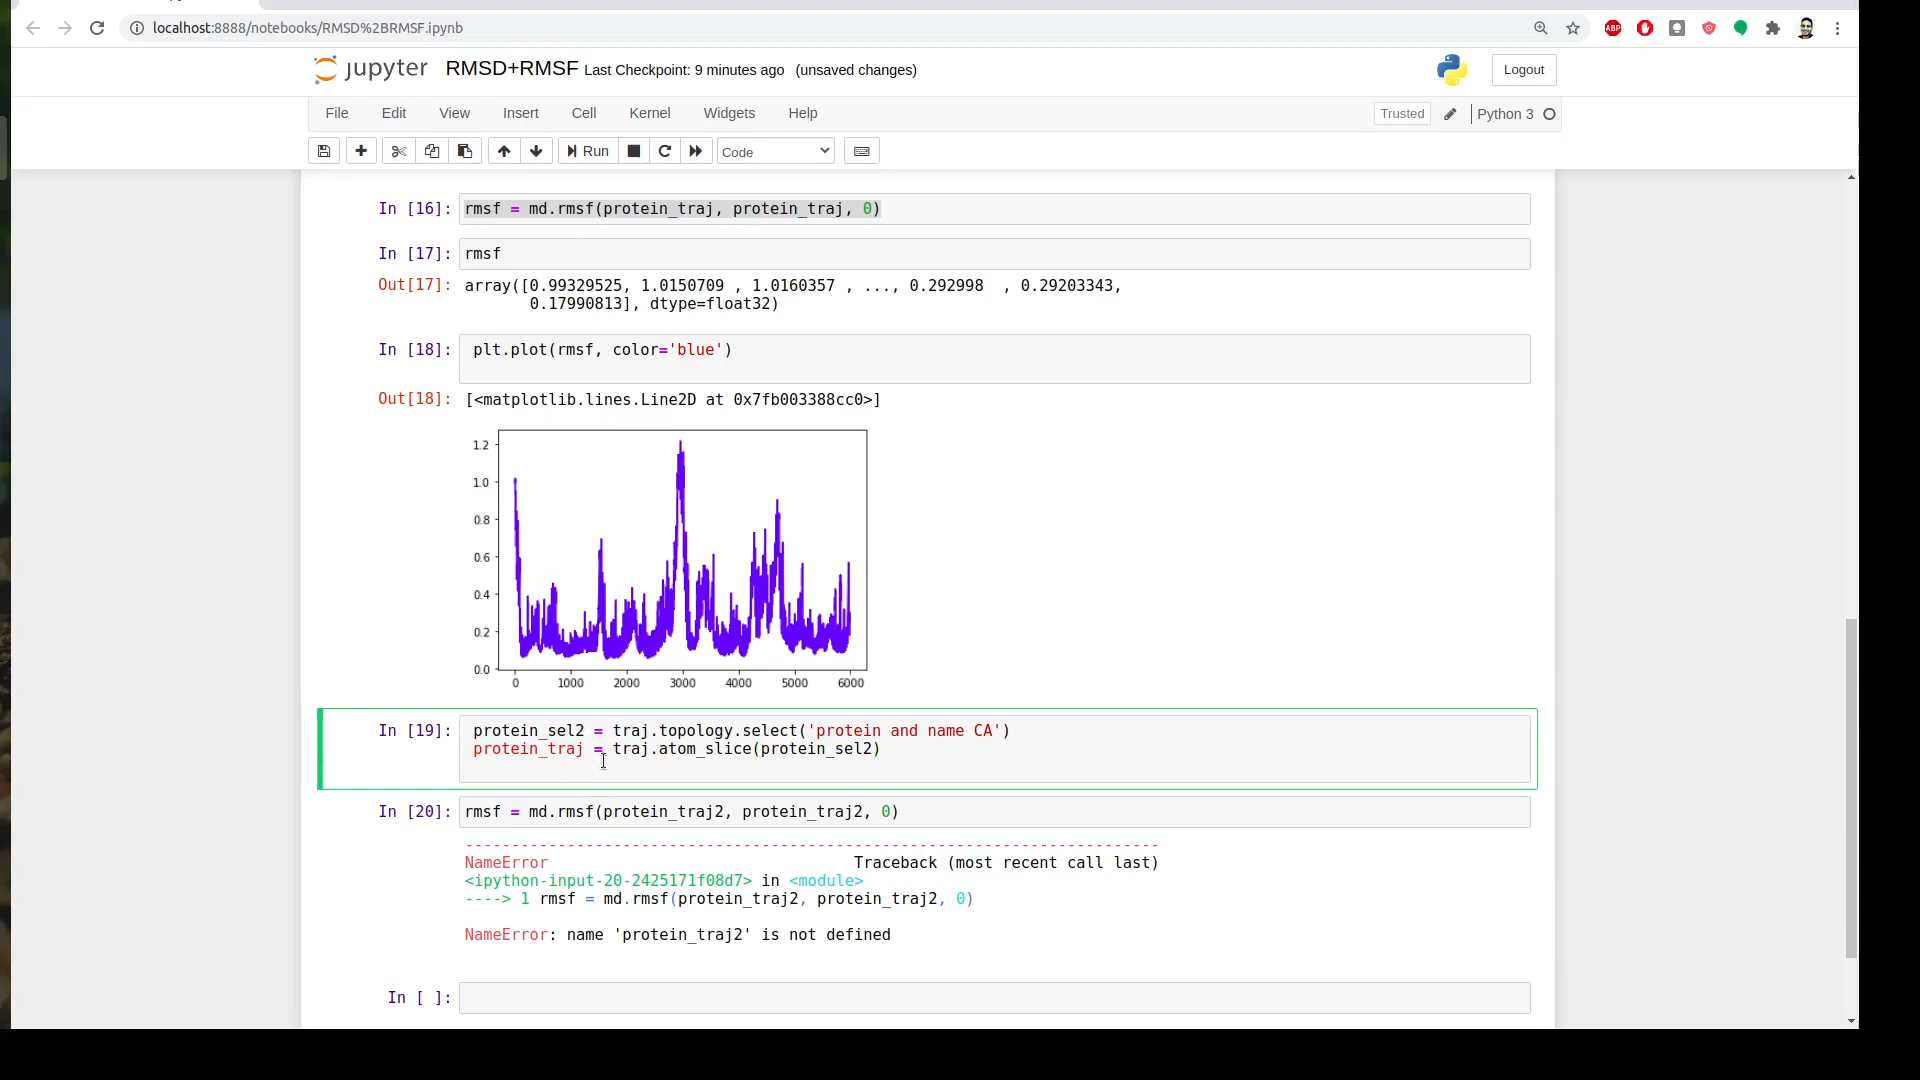 localhost:8888/notebooks/RMSD%2BRMSF.ipynb
ABP
jupyter RMSD+RMSF Last Checkpoint: 9 minutes ago (unsaved changes)
Logout
File Edit View Insert Cell Kernel Widgets Help
Trusted Python 3
Run Code
In [16]: rmsf = md.rmsf(protein_traj, protein_traj, 0)
In [17]: rmsf
Out[17]: array([0.99329525, 1.0150709 , 1.0160357 , ..., 0.292998  , 0.29203343,
0.17990813], dtype=float32)
In [18]: plt.plot(rmsf, color='blue')
Out[18]: [<matplotlib.lines.Line2D at 0x7fb003388cc0>]
1.2
1.0
0.8
0.6
0.4
0.2
0.0
0 1000 2000 3000 4000 5000 6000
In [19]: protein_sel2 = traj.topology.select('protein and name CA')
protein_traj = traj.atom_slice(protein_sel2)
In [20]: rmsf = md.rmsf(protein_traj2, protein_traj2, 0)
---------------------------------------------------------------------------
NameError                                 Traceback (most recent call last)
<ipython-input-20-2425171f08d7> in <module>
----> 1 rmsf = md.rmsf(protein_traj2, protein_traj2, 0)
NameError: name 'protein_traj2' is not defined
In [ ]: